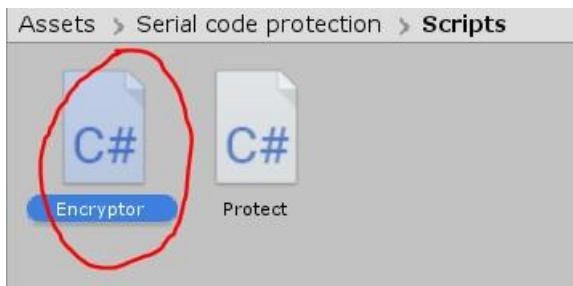 Assets > Serial code protection > Scripts
C# C#
Encryptor Protect